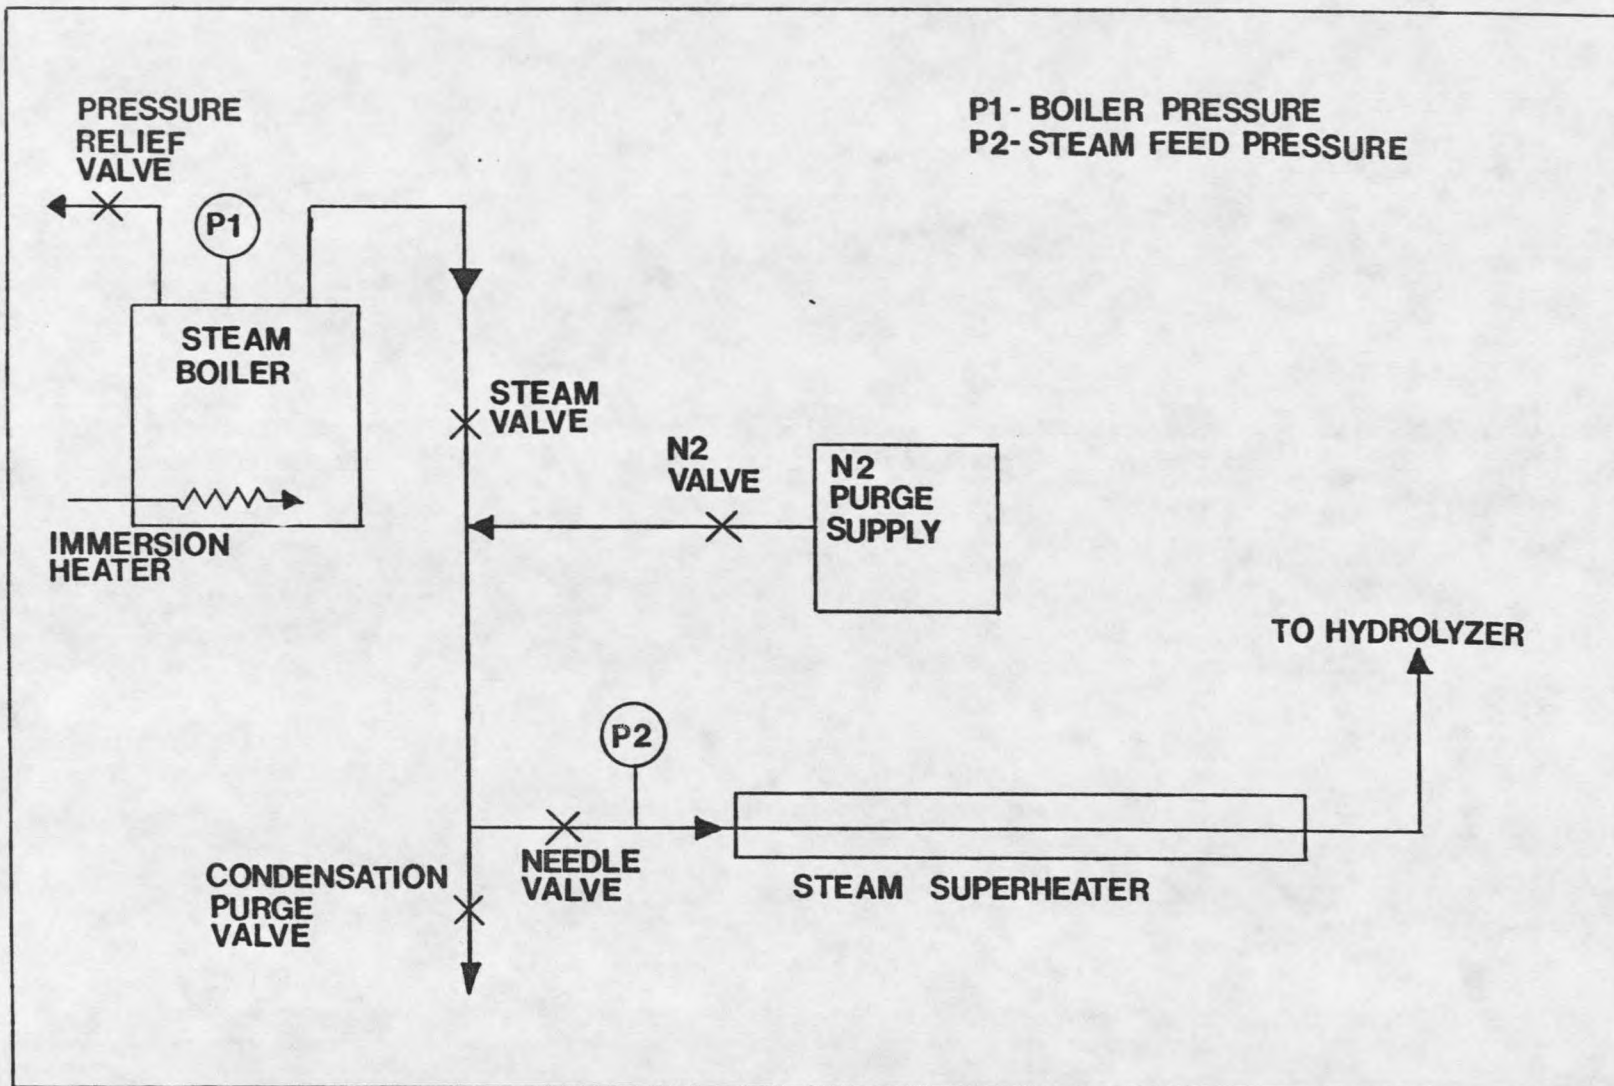 PRESSURE
RELIEF
VALVE
P1
P1 - BOILER PRESSURE
P2- STEAM FEED PRESSURE
STEAM
BOILER
STEAM
VALVE
N2
VALVE
N2
PURGE
SUPPLY
IMMERSION
HEATER
TO HYDROLYZER
P2
NEEDLE
VALVE
STEAM SUPERHEATER
CONDENSATION
PURGE
VALVE